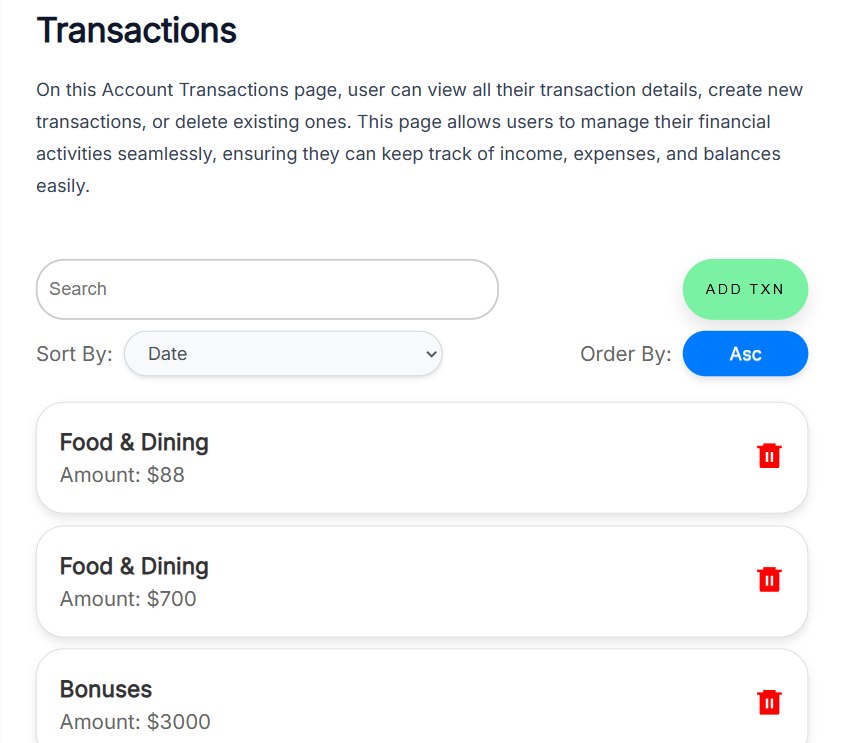 Transactions
On this Account Transactions page, user can view all their transaction details, create new
transactions, or delete existing ones. This page allows users to manage their financial
activities seamlessly, ensuring they can keep track of income, expenses, and balances
easily.
Search
ADD TXN
Sort By:
Date
Order By:
Asc
Food & Dining
Amount: $88
Food & Dining
Amount: $700
Bonuses
Amount: $3000